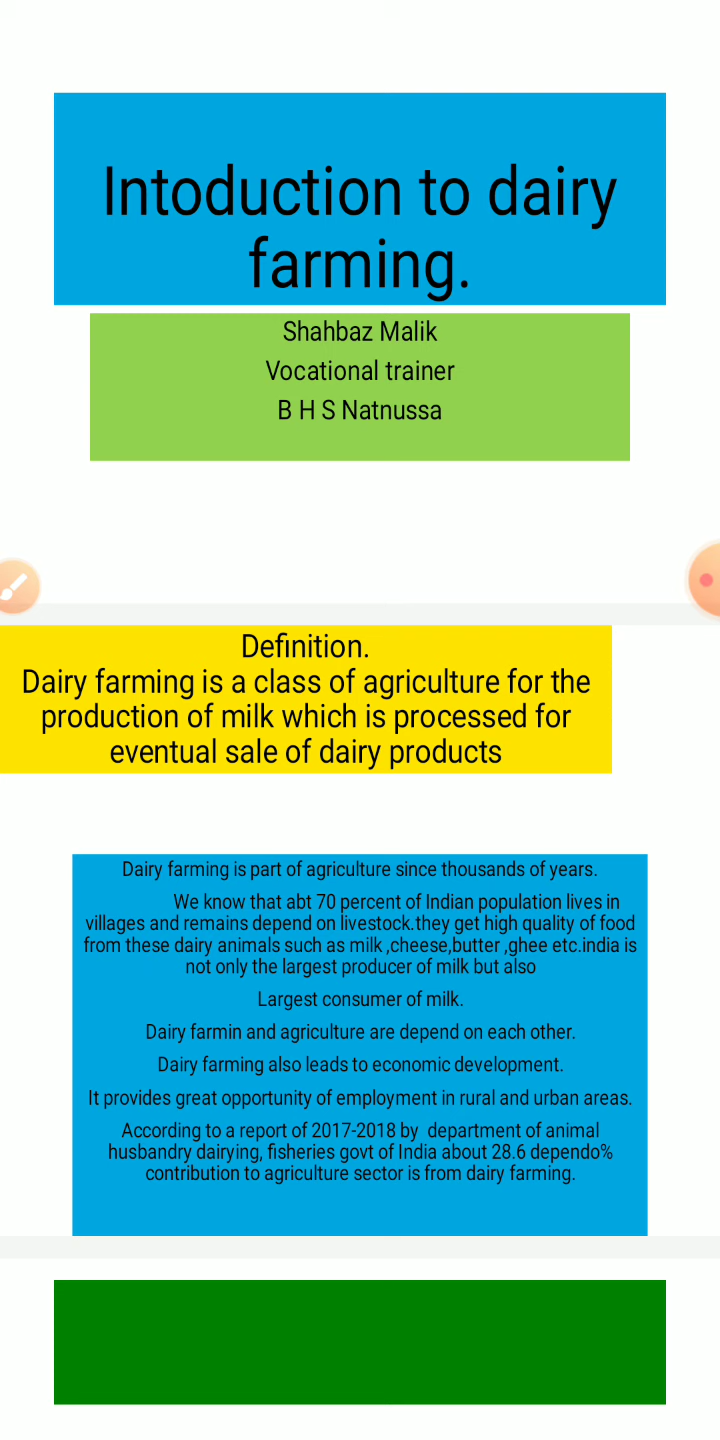 Intoduction to dairy
farming.
Shahbaz Malik
Vocational trainer
B H S Natnussa
Definition.
Dairy farming is a class of agriculture for the
production of milk which is processed for
eventual sale of dairy products
Dairy farming is part of agriculture since thousands of years.
We know that abt 70 percent of Indian population lives in
villages and remains depend on livestock.they get high quality of food
from these dairy animals such as milk ,cheese,butter ,ghee etc.india is
not only the largest producer of milk but also
Largest consumer of milk.
Dairy farmin and agriculture are depend on each other.
Dairy farming also leads to economic development.
It provides great opportunity of employment in rural and urban areas.
According to a report of 2017-2018 by  department of animal
husbandry dairying, fisheries govt of India about 28.6 dependo%
contribution to agriculture sector is from dairy farming.